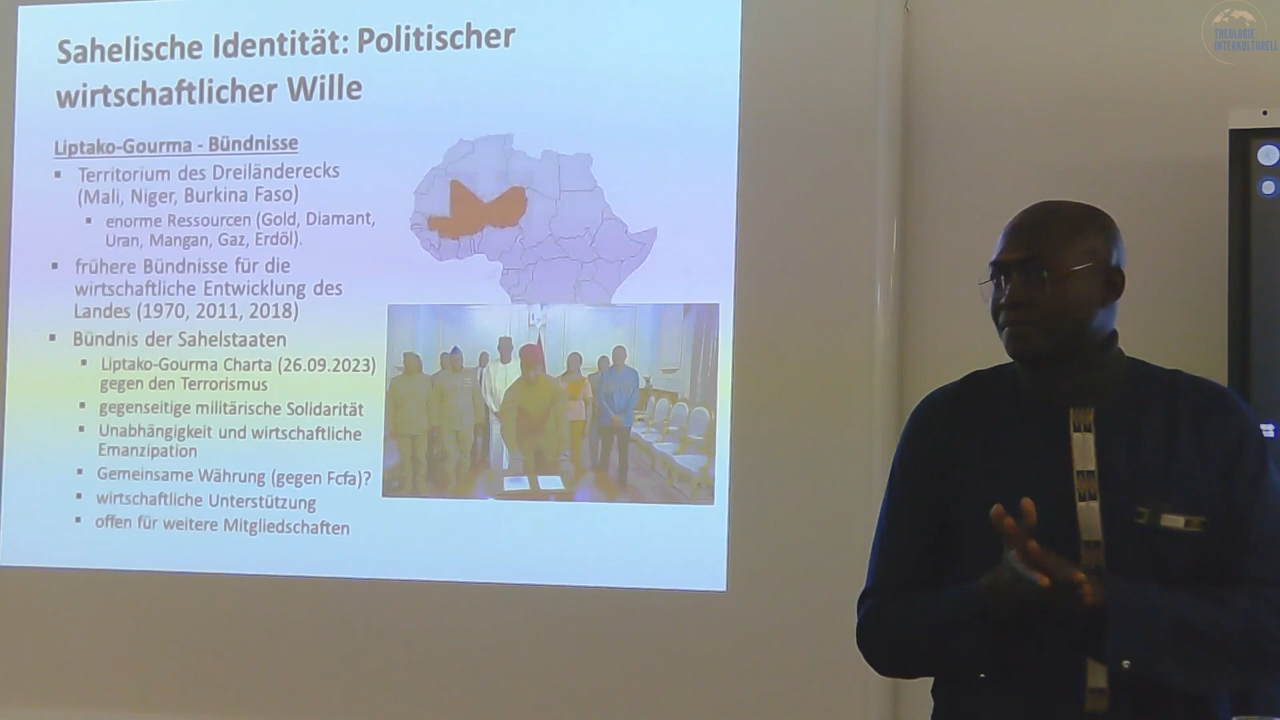 Sahelische Identität: Politischer
wirtschaftlicher Wille
Liptako-Gourma - Bündnisse
▪ Territorium des Dreiländerecks
(Mali, Niger, Burkina Faso)
▪ enorme Ressourcen (Gold, Diamant,
Uran, Mangan, Gaz, Erdöl).
▪ frühere Bündnisse für die
wirtschaftliche Entwicklung des
Landes (1970, 2011, 2018)
▪ Bündnis der Sahelstaaten
▪ Liptako-Gourma Charta (26.09.2023)
gegen den Terrorismus
▪ gegenseitige militärische Solidarität
▪ Unabhängigkeit und wirtschaftliche
Emanzipation
▪ Gemeinsame Währung (gegen Fcfa)?
▪ wirtschaftliche Unterstützung
▪ offen für weitere Mitgliedschaften
THEOLOGIE
INTERKULTURELL